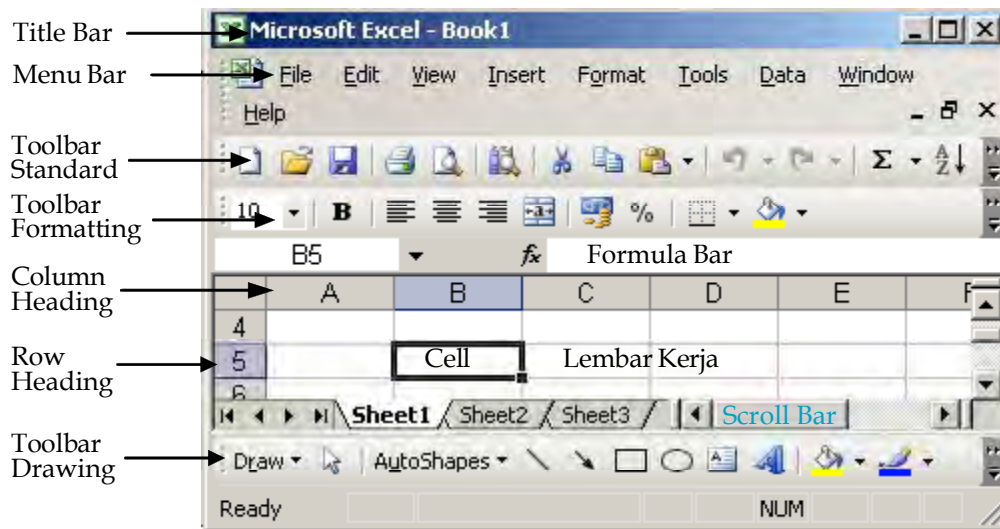 Title Bar
Microsoft Excel - Book1
Menu Bar
File Edit View Insert Format Tools Data Window
Help
Toolbar
Standard
Σ A Z
Toolbar
Formatting
10 B a %
B5 fx Formula Bar
Column
Heading
A B C D E F
4
Row
Heading
5 Cell Lembar Kerja
6
Sheet1 Sheet2 Sheet3 Scroll Bar
Toolbar
Drawing
Draw AutoShapes A A
Ready NUM